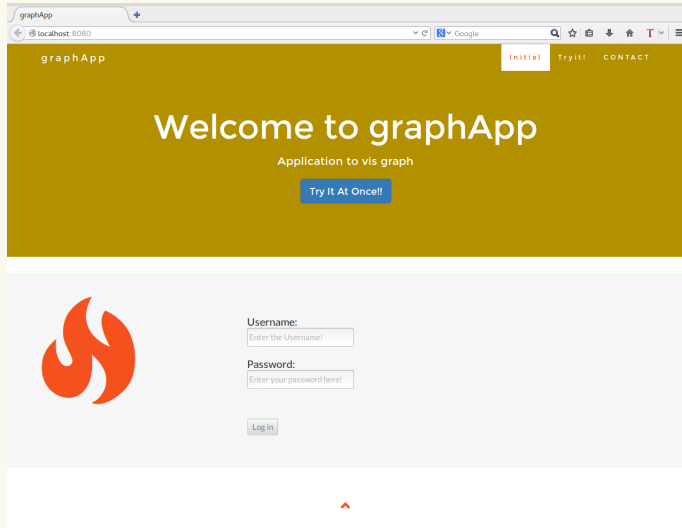 graphApp
localhost:8080
Google
graphApp
Initial
Tryit!
CONTACT
Welcome to graphApp
Application to vis graph
Try It At Once!!
Username:
Enter the Username!
Password:
Enter your password here!
Log in